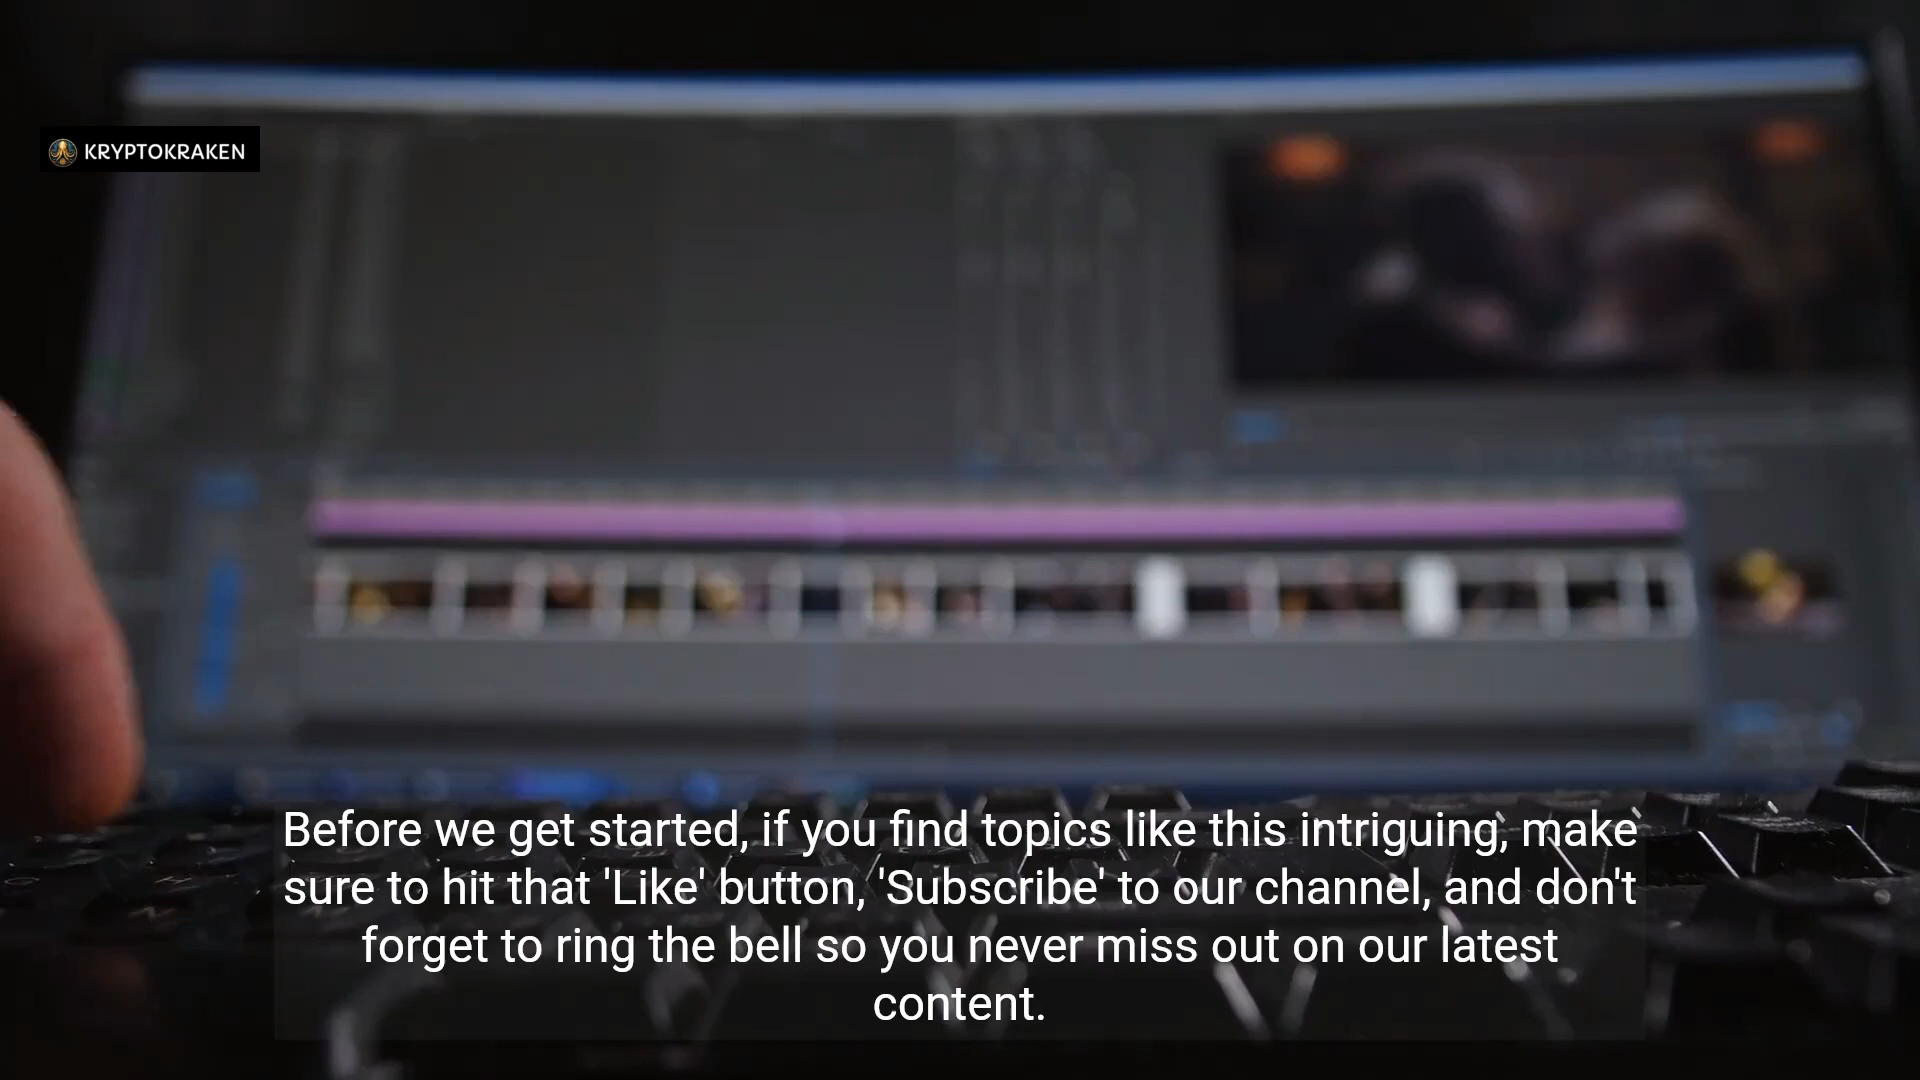 KRYPTOKRAKEN
Before we get started, if you find topics like this intriguing, make
sure to hit that 'Like' button, 'Subscribe' to our channel, and don't
forget to ring the bell so you never miss out on our latest
content.